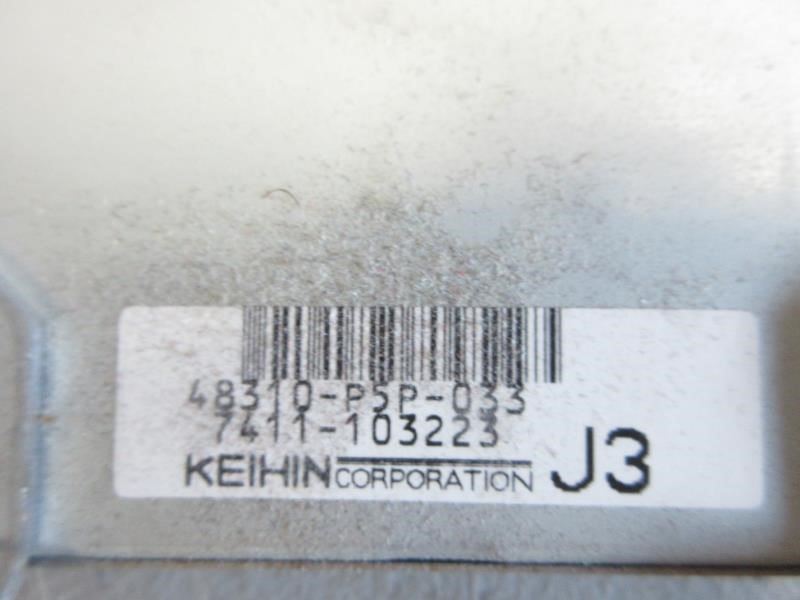 48310-P5P-033
7411-103223
KEIHIN CORPORATION J3